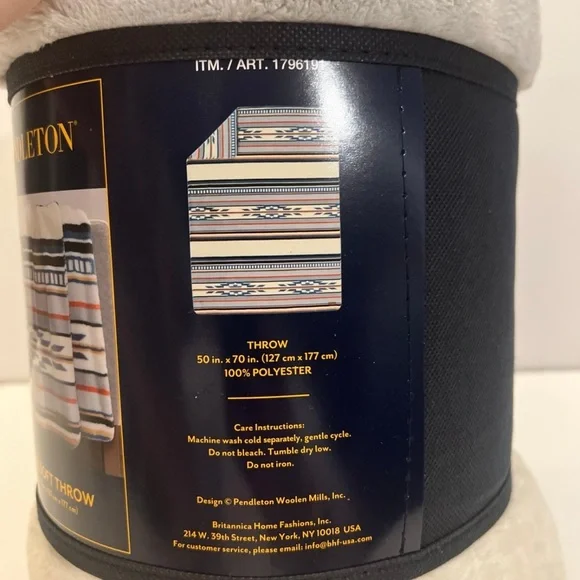 ITM. / ART. 1796191
LETON
THROW
50 in. x 70 in. (127 cm x 177 cm)
100% POLYESTER
Care Instructions:
Machine wash cold separately, gentle cycle.
Do not bleach. Tumble dry low.
Do not iron.
Design © Pendleton Woolen Mills, Inc.
Britannica Home Fashions, Inc.
214 W. 39th Street, New York, NY 10018 USA
For customer service, please email: info@bhf-usa.com
OFT THROW